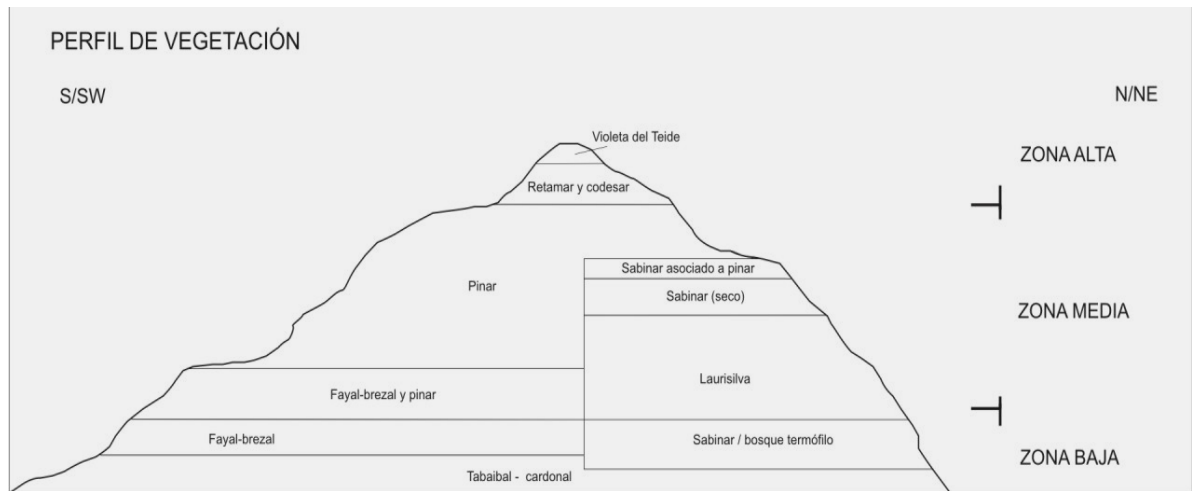 PERFIL DE VEGETACIÓN
S/SW
N/NE
Violeta del Teide
ZONA ALTA
Retamar y codesar
Sabinar asociado a pinar
Pinar
Sabinar (seco)
ZONA MEDIA
Laurisilva
Fayal-brezal y pinar
Fayal-brezal
Sabinar / bosque termófilo
ZONA BAJA
Tabaibal - cardonal